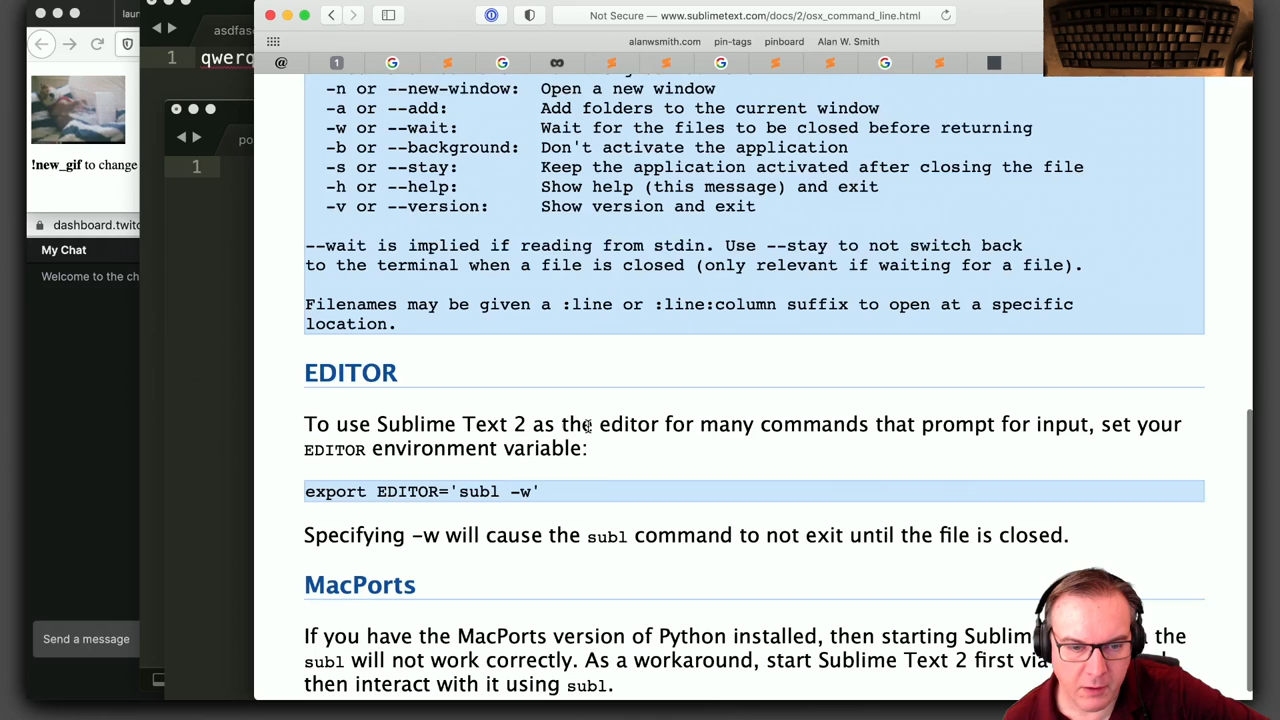 laun
Not Secure — www.sublimetext.com/docs/2/osx_command_line.html
alanwsmith.com pin-tags pinboard Alan W. Smith
asdfasc
1 qwerq
po
1
!new_gif to change
dashboard.twitc
My Chat
Welcome to the ch
Send a message
-n or --new-window: Open a new window
-a or --add: Add folders to the current window
-w or --wait: Wait for the files to be closed before returning
-b or --background: Don't activate the application
-s or --stay: Keep the application activated after closing the file
-h or --help: Show help (this message) and exit
-v or --version: Show version and exit
--wait is implied if reading from stdin. Use --stay to not switch back
to the terminal when a file is closed (only relevant if waiting for a file).
Filenames may be given a :line or :line:column suffix to open at a specific
location.
EDITOR
To use Sublime Text 2 as the editor for many commands that prompt for input, set your
EDITOR environment variable:
export EDITOR='subl -w'
Specifying -w will cause the subl command to not exit until the file is closed.
MacPorts
If you have the MacPorts version of Python installed, then starting Sublim the
subl will not work correctly. As a workaround, start Sublime Text 2 first via
then interact with it using subl.